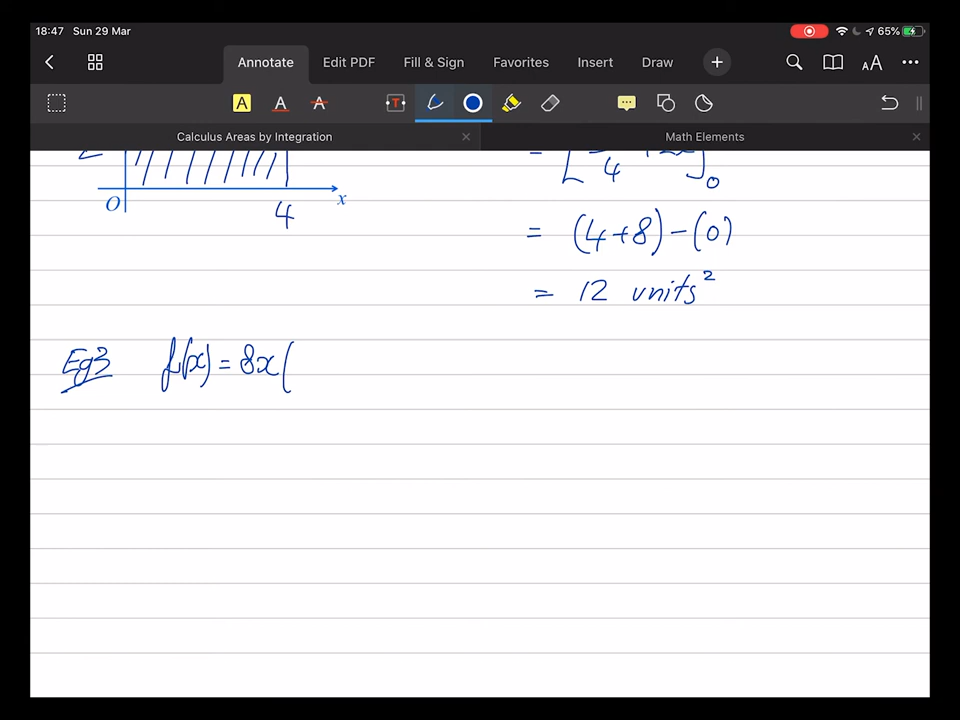 18:47 Sun 29 Mar 65%
Annotate Edit PDF Fill & Sign Favorites Insert Draw
Calculus Areas by Integration × Math Elements ×
4
0
O x
4
= (4+8) - (0)
= 12 units²
Eg3 f(x) = 8x(